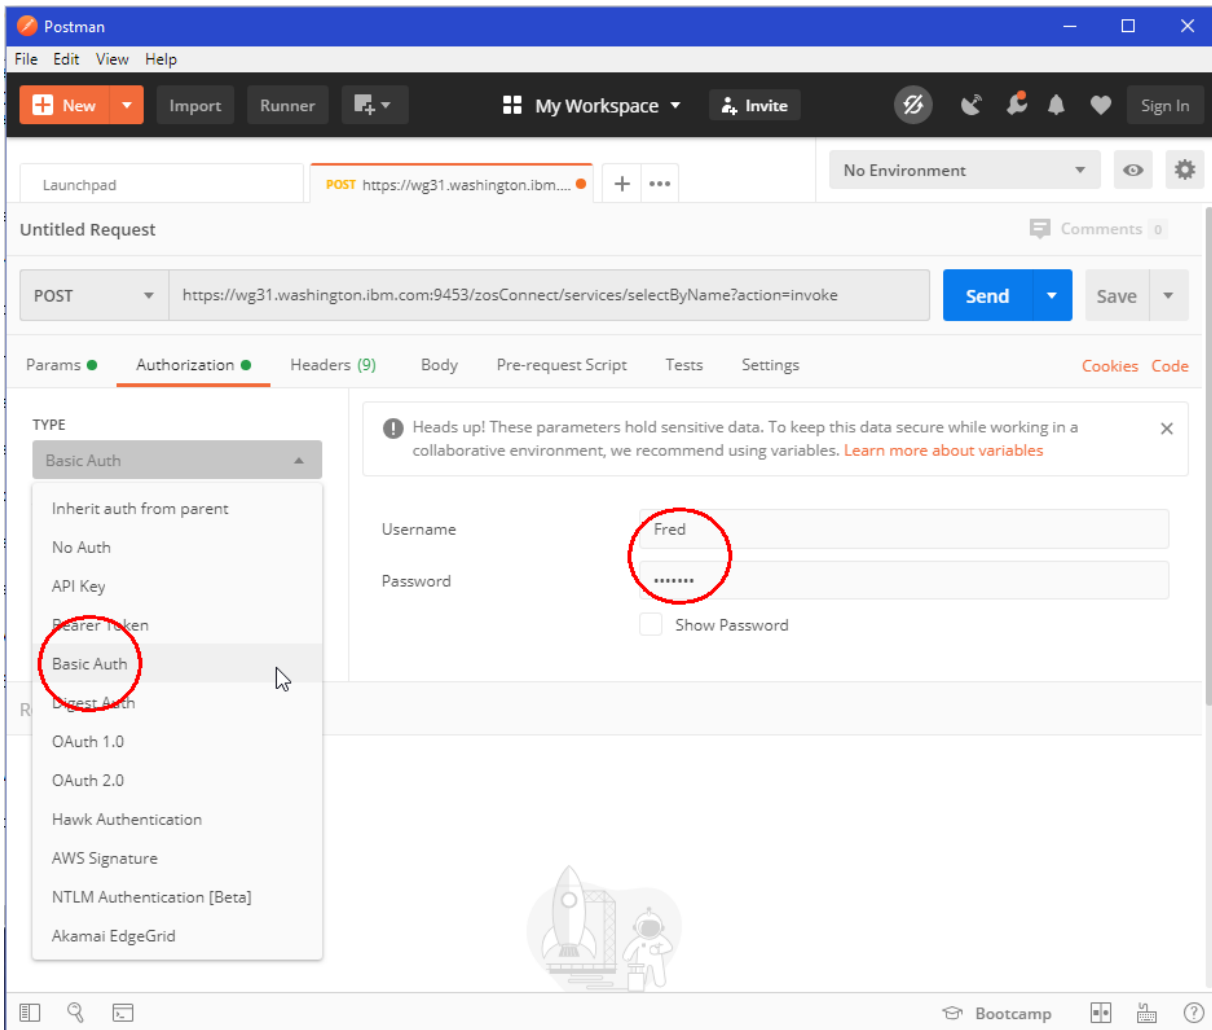 Postman
File Edit View Help
New Import Runner My Workspace Invite Sign In
Launchpad POST https://wg31.washington.ibm.... No Environment
Untitled Request Comments 0
POST https://wg31.washington.ibm.com:9453/zosConnect/services/selectByName?action=invoke Send Save
Params Authorization Headers (9) Body Pre-request Script Tests Settings Cookies Code
TYPE
Basic Auth
Heads up! These parameters hold sensitive data. To keep this data secure while working in a
collaborative environment, we recommend using variables. Learn more about variables
Inherit auth from parent
No Auth
API Key
Bearer Token
Basic Auth
Digest Auth
OAuth 1.0
OAuth 2.0
Hawk Authentication
AWS Signature
NTLM Authentication [Beta]
Akamai EdgeGrid
Username Fred
Password •••••••
Show Password
Bootcamp